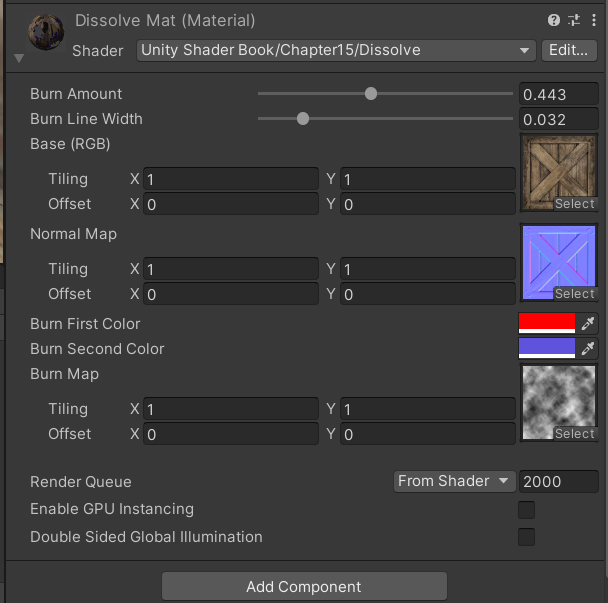 Dissolve Mat (Material)
Shader Unity Shader Book/Chapter15/Dissolve Edit...
Burn Amount 0.443
Burn Line Width 0.032
Base (RGB)
Tiling X 1 Y 1
Offset X 0 Y 0
Select
Normal Map
Tiling X 1 Y 1
Offset X 0 Y 0
Select
Burn First Color
Burn Second Color
Burn Map
Tiling X 1 Y 1
Offset X 0 Y 0
Select
Render Queue From Shader 2000
Enable GPU Instancing
Double Sided Global Illumination
Add Component